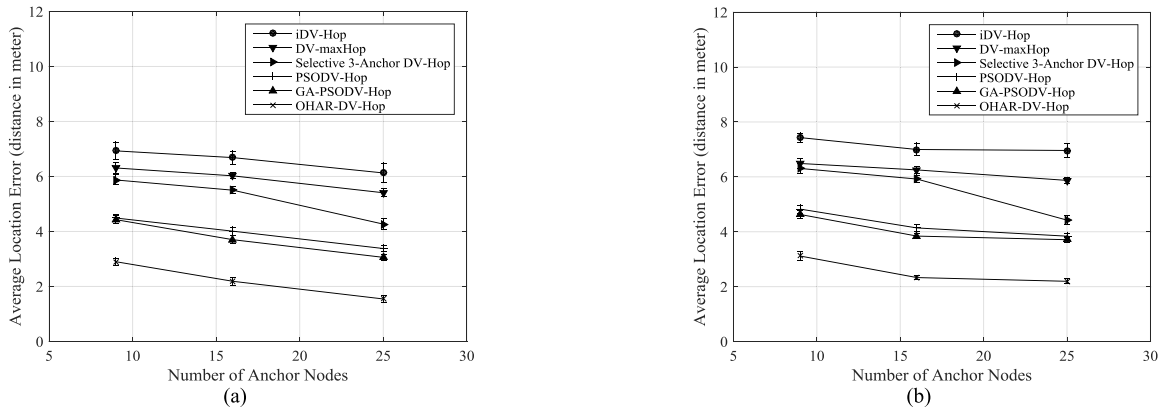 Average Location Error (distance in meter)
12
10
8
6
4
2
0
iDV-Hop
DV-maxHop
Selective 3-Anchor DV-Hop
PSODV-Hop
GA-PSODV-Hop
OHAR-DV-Hop
5 10 15 20 25 30
Number of Anchor Nodes
(a)
Average Location Error (distance in meter)
12
10
8
6
4
2
0
iDV-Hop
DV-maxHop
Selective 3-Anchor DV-Hop
PSODV-Hop
GA-PSODV-Hop
OHAR-DV-Hop
5 10 15 20 25 30
Number of Anchor Nodes
(b)